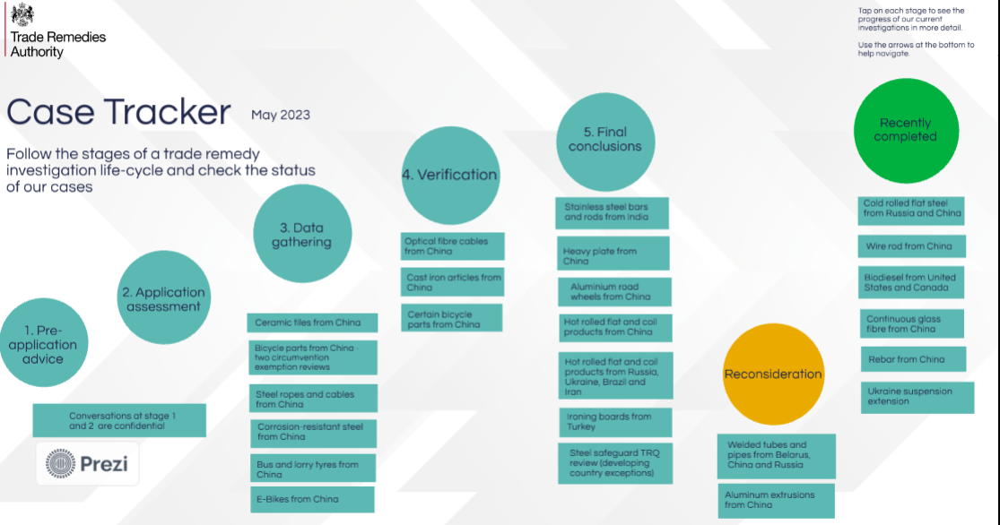 Trade Remedies
Authority
Tap on each stage to see the
progress of our current
investigations in more detail.
Use the arrows at the bottom to
help navigate.
Case Tracker
May 2023
Follow the stages of a trade remedy
investigation life-cycle and check the status
of our cases
1. Pre-
application
advice
2. Application
assessment
Conversations at stage 1
and 2 are confidential
Prezi
3. Data
gathering
Ceramic tiles from China
Bicycle parts from China -
two circumvention
exemption reviews
Steel ropes and cables
from China
Corrosion-resistant steel
from China
Bus and lorry tyres from
China
E-Bikes from China
4. Verification
Optical fibre cables
from China
Cast iron articles from
China
Certain bicycle
parts from China
5. Final
conclusions
Stainless steel bars
and rods from India
Heavy plate from
China
Aluminium road
wheels from China
Hot rolled flat and coil
products from China
Hot rolled flat and coil
products from Russia,
Ukraine, Brazil and
Iran
Ironing boards from
Turkey
Steel safeguard TRQ
review (developing
country exceptions)
Reconsideration
Welded tubes and
pipes from Belarus,
China and Russia
Aluminum extrusions
from China
Recently
completed
Cold rolled flat steel
from Russia and China
Wire rod from China
Biodiesel from United
States and Canada
Continuous glass
fibre from China
Rebar from China
Ukraine suspension
extension